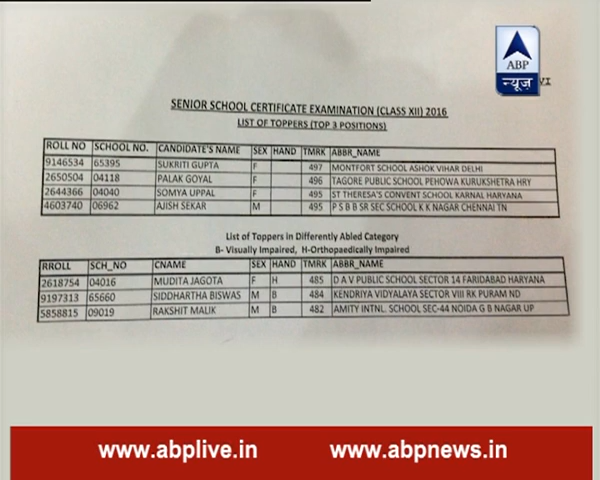 ABP
न्यूज़
SENIOR SCHOOL CERTIFICATE EXAMINATION (CLASS XII) 2016
LIST OF TOPPERS (TOP 3 POSITIONS)
ROLL NO SCHOOL NO. CANDIDATE'S NAME SEX HAND TMRK ABBR_NAME
9146534 65395 SUKRITI GUPTA F 497 MONTFORT SCHOOL ASHOK VIHAR DELHI
2650504 04118 PALAK GOYAL F 496 TAGORE PUBLIC SCHOOL PEHOWA KURUKSHETRA HRY
2644366 04040 SOMYA UPPAL F 495 ST THERESA'S CONVENT SCHOOL KARNAL HARYANA
4603740 06962 AJISH SEKAR M 495 P S B B SR SEC SCHOOL K K NAGAR CHENNAI TN
List of Toppers in Differently Abled Category
B- Visually Impaired, H-Orthopaedically Impaired
RROLL SCH_NO CNAME SEX HAND TMRK ABBR_NAME
2618754 04016 MUDITA JAGOTA F H 485 D A V PUBLIC SCHOOL SECTOR 14 FARIDABAD HARYANA
9197313 65660 SIDDHARTHA BISWAS M B 484 KENDRIYA VIDYALAYA SECTOR VIII RK PURAM ND
5858815 09019 RAKSHIT MALIK M B 482 AMITY INTNL. SCHOOL SEC-44 NOIDA G B NAGAR UP
www.abplive.in www.abpnews.in